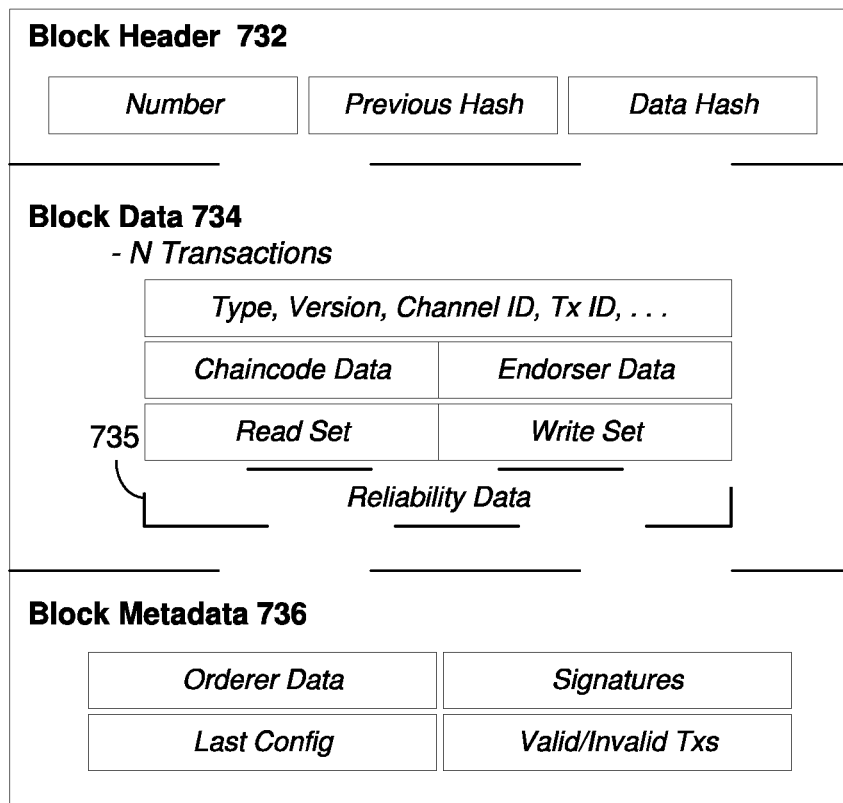 Block Header 732
Number Previous Hash Data Hash
Block Data 734
- N Transactions
Type, Version, Channel ID, Tx ID, . . .
Chaincode Data Endorser Data
735 Read Set Write Set
Reliability Data
Block Metadata 736
Orderer Data Signatures
Last Config Valid/Invalid Txs